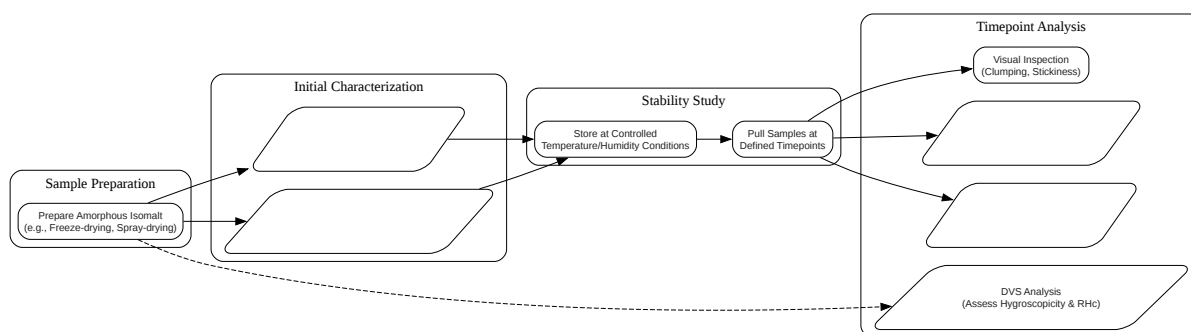 Sample Preparation
Prepare Amorphous Isomalt
(e.g., Freeze-drying, Spray-drying)
Initial Characterization
Stability Study
Store at Controlled
Temperature/Humidity Conditions
Pull Samples at
Defined Timepoints
Timepoint Analysis
Visual Inspection
(Clumping, Stickiness)
DVS Analysis
(Assess Hygroscopicity & RHc)